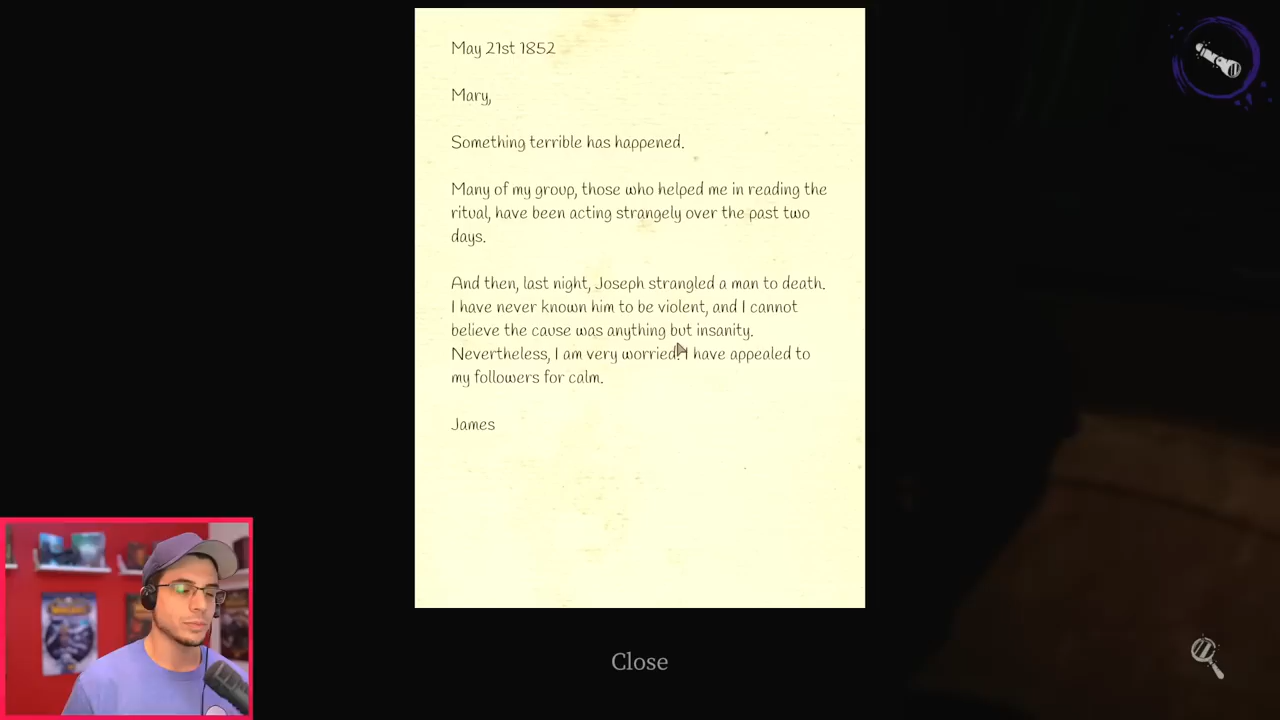 May 21st 1852
Mary,
Something terrible has happened.
Many of my group, those who helped me in reading the
ritual, have been acting strangely over the past two
days.
And then, last night, Joseph strangled a man to death.
I have never known him to be violent, and I cannot
believe the cause was anything but insanity.
Nevertheless, I am very worried. I have appealed to
my followers for calm.
James
Close